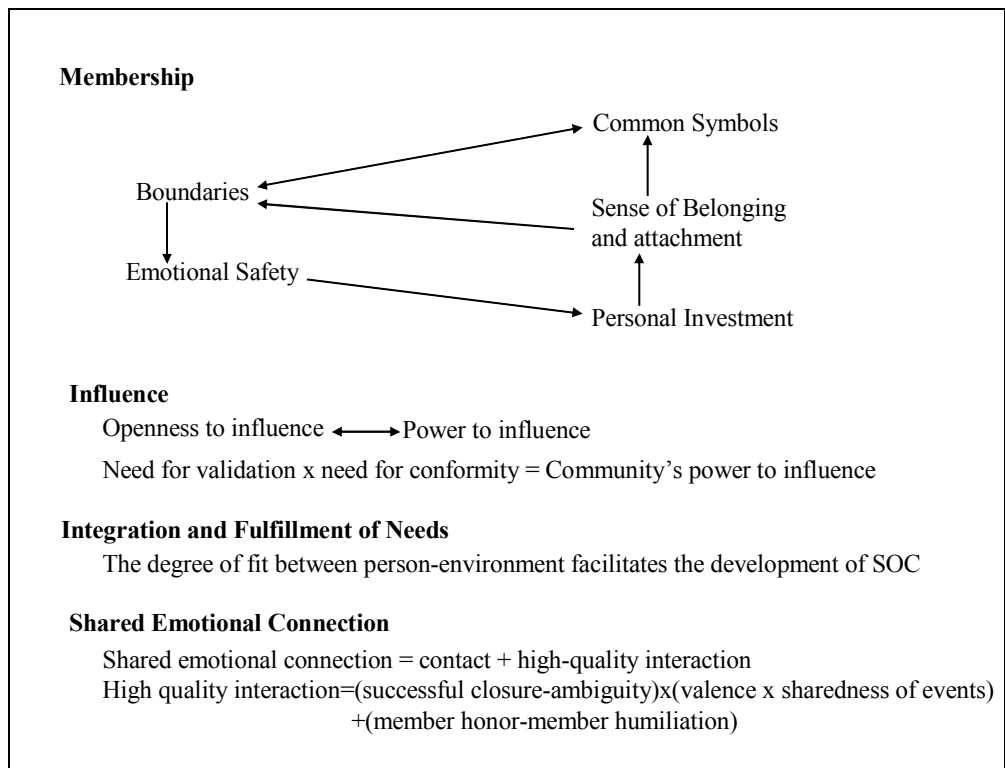 Membership
Common Symbols
Boundaries
Sense of Belonging
and attachment
Emotional Safety
Personal Investment
Influence
Openness to influence Power to influence
Need for validation x need for conformity = Community’s power to influence
Integration and Fulfillment of Needs
The degree of fit between person-environment facilitates the development of SOC
Shared Emotional Connection
Shared emotional connection = contact + high-quality interaction
High quality interaction=(successful closure-ambiguity)x(valence x sharedness of events)
+(member honor-member humiliation)